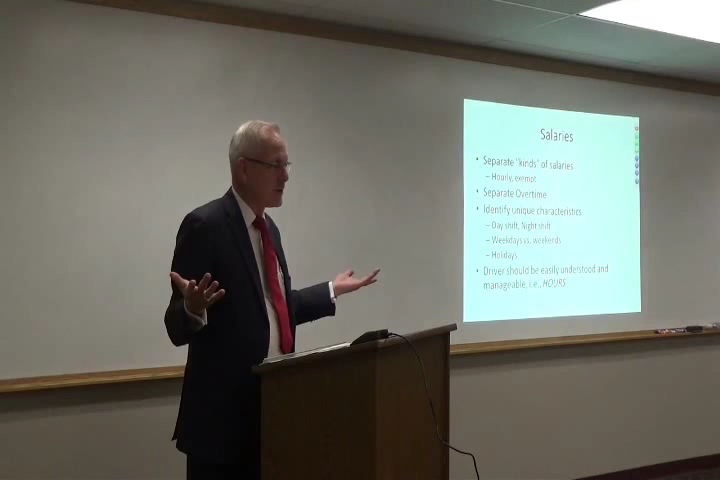 Salaries
• Separate "kinds" of salaries
– Hourly, exempt
• Separate Overtime
• Identify unique characteristics
– Day shift, Night shift
– Weekdays vs. weekends
– Holidays
• Driver should be easily understood and
manageable, i.e., HOURS